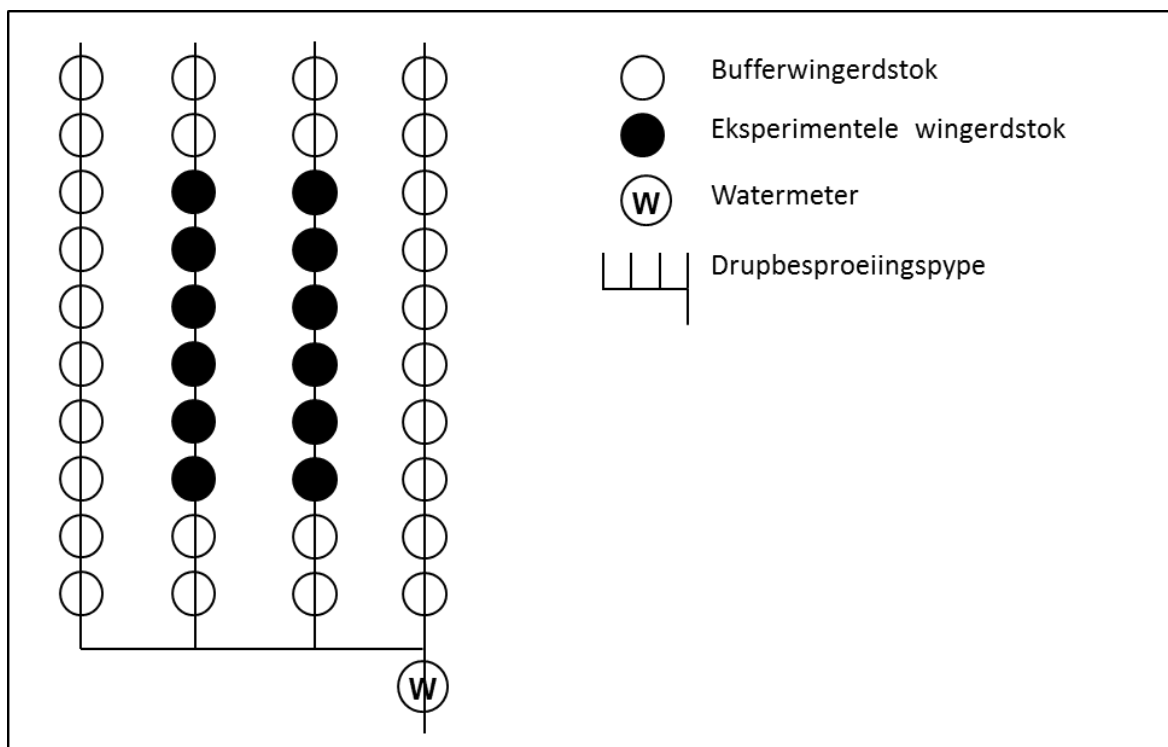 Bufferwingerdstok
Eksperimentele wingerdstok
W Watermeter
Drupbesproeiingspype
W